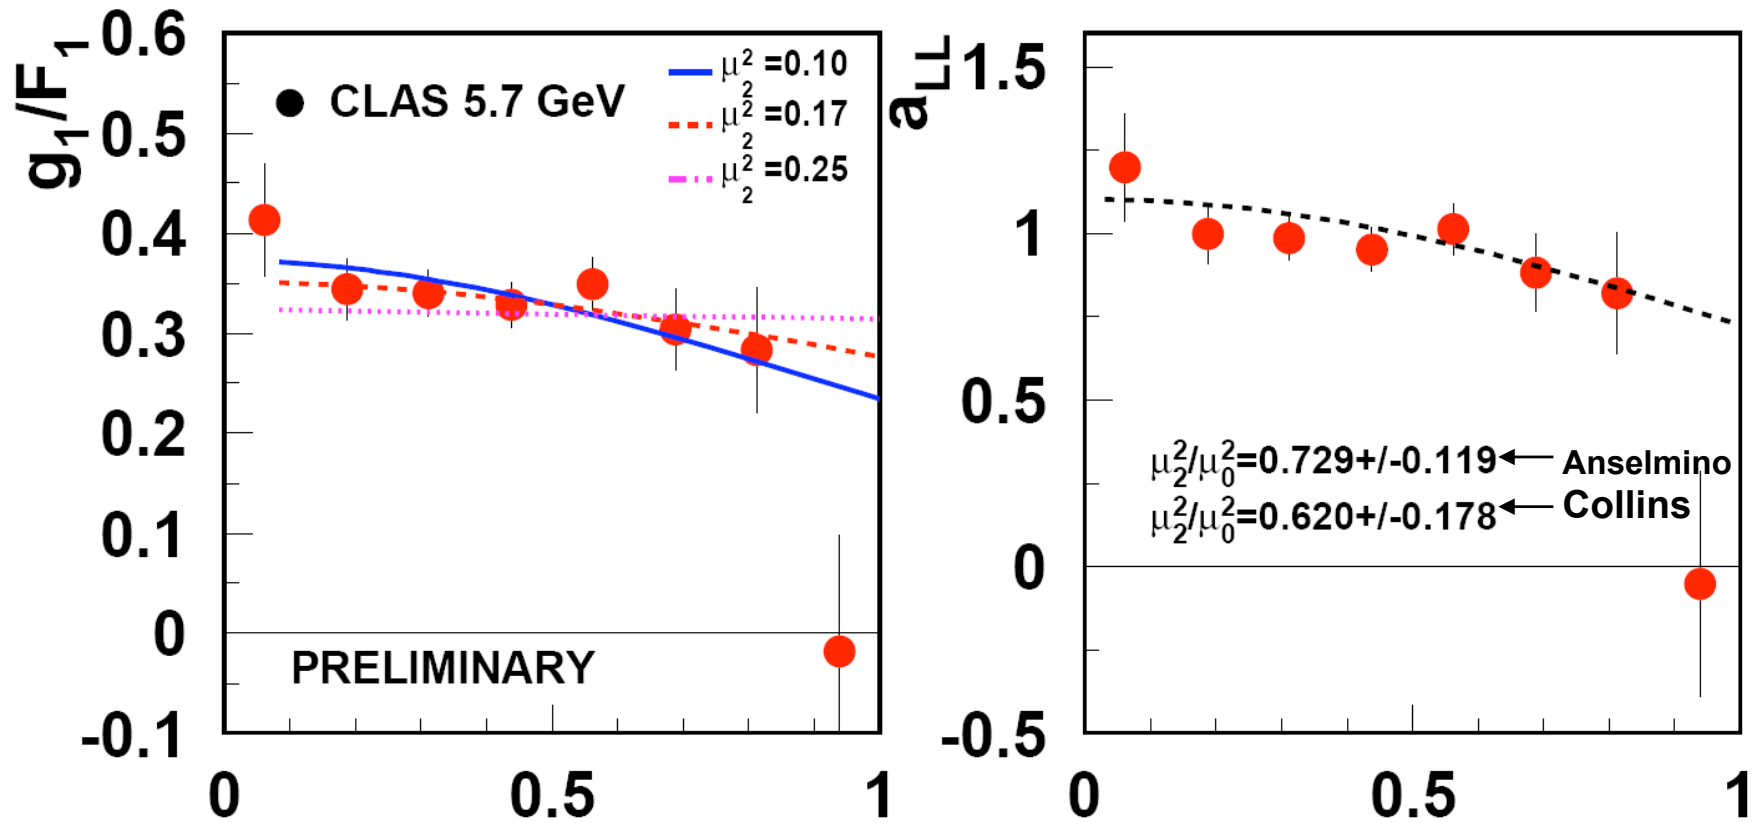 g₁/F₁
0.6
0.5
0.4
0.3
0.2
0.1
0
-0.1
CLAS 5.7 GeV
μ₂²=0.10
μ₂²=0.17
μ₂²=0.25
PRELIMINARY
0 0.5 1
a_LL
1.5
1
0.5
0
-0.5
μ₂²/μ₀²=0.729+/-0.119 Anselmino
μ₂²/μ₀²=0.620+/-0.178 Collins
0 0.5 1